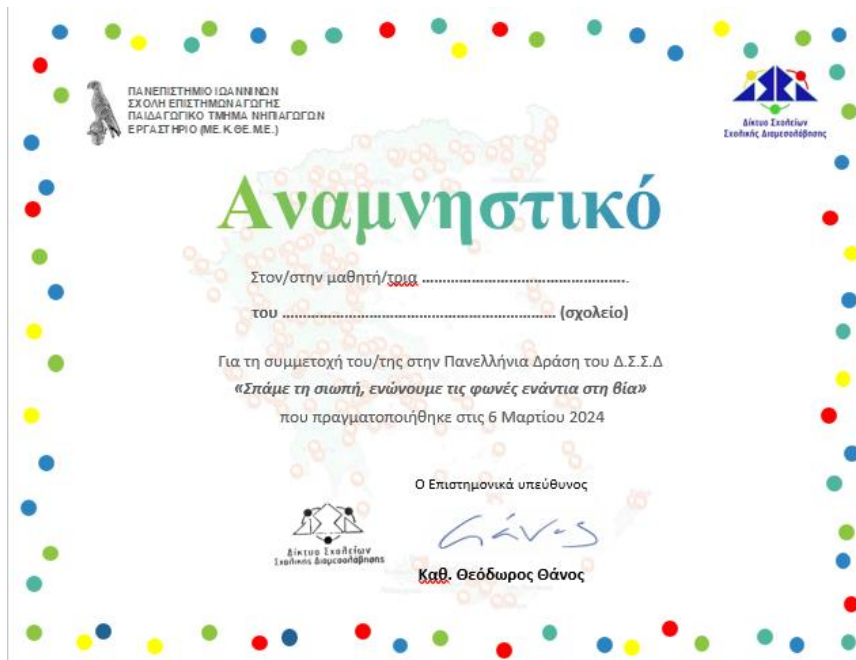 ΠΑΝΕΠΙΣΤΗΜΙΟ ΙΩΑΝΝΙΝΩΝ
ΣΧΟΛΗ ΕΠΙΣΤΗΜΩΝ ΑΓΩΓΗΣ
ΠΑΙΔΑΓΩΓΙΚΟ ΤΜΗΜΑ ΝΗΠΙΑΓΩΓΩΝ
ΕΡΓΑΣΤΗΡΙΟ (ΜΕ. Κ. ΘΕ. Μ.Ε.)
Δίκτυο Σχολείων
Σχολικής Διαμεσολάβησης
Αναμνηστικό
Στον/στην μαθητή/τρια ......................................................
του ........................................................................ (σχολείο)
Για τη συμμετοχή του/της στην Πανελλήνια Δράση του Δ.Σ.Σ.Δ
«Σπάμε τη σιωπή, ενώνουμε τις φωνές ενάντια στη βία»
που πραγματοποιήθηκε στις 6 Μαρτίου 2024
Ο Επιστημονικά υπεύθυνος
Θάνος
Δίκτυο Σχολείων
Σχολικής Διαμεσολάβησης
Καθ. Θεόδωρος Θάνος